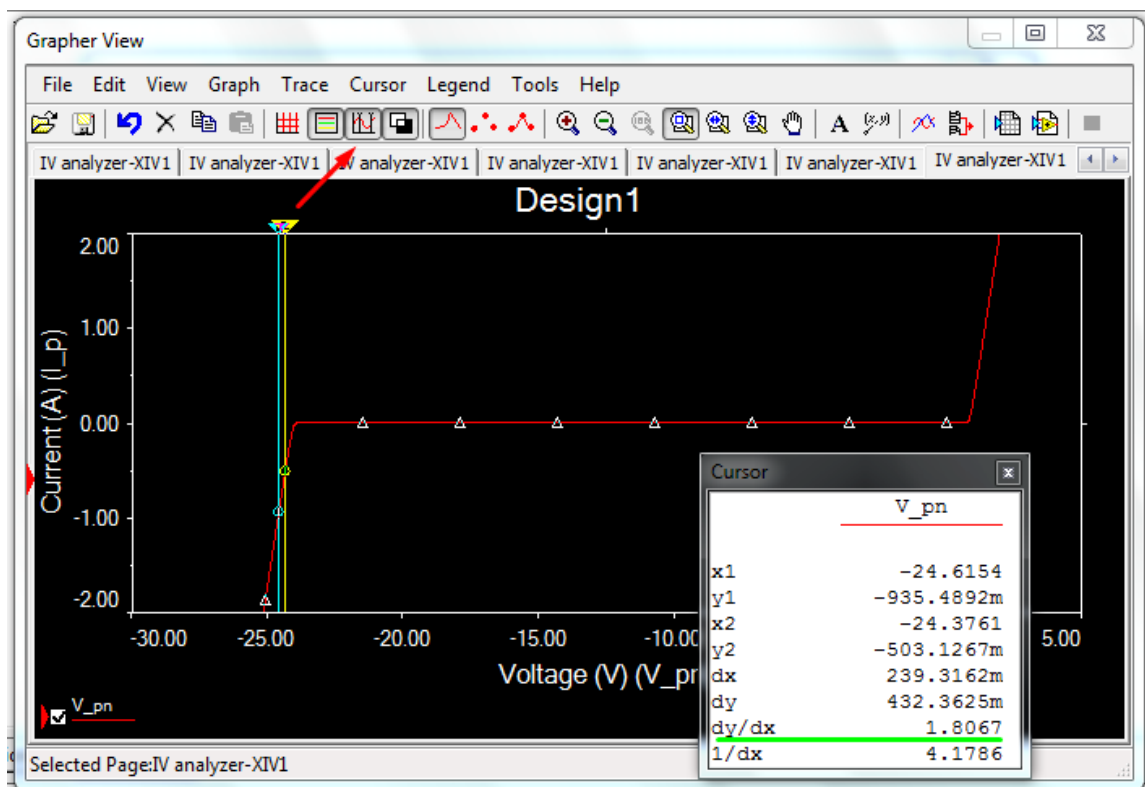 Grapher View
File Edit View Graph Trace Cursor Legend Tools Help
IV analyzer-XIV1 IV analyzer-XIV1 IV analyzer-XIV1 IV analyzer-XIV1 IV analyzer-XIV1 IV analyzer-XIV1 IV analyzer-XIV1
Design1
2.00
1.00
0.00
-1.00
-2.00
Current (A) (I_p)
-30.00 -25.00 -20.00 -15.00 -10.00 5.00
Voltage (V) (V_pn
V_pn
Cursor
V_pn
x1 -24.6154
y1 -935.4892m
x2 -24.3761
y2 -503.1267m
dx 239.3162m
dy 432.3625m
dy/dx 1.8067
1/dx 4.1786
Selected Page:IV analyzer-XIV1